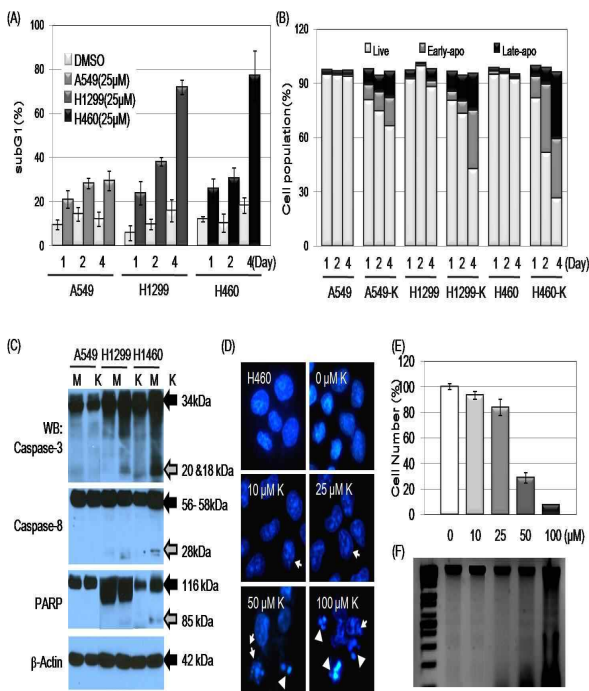 (A)
subG1(%)
100
80
60
40
20
0
DMSO
A549(25μM)
H1299(25μM)
H460(25μM)
1 2 4 1 2 4 1 2 4(Day)
A549 H1299 H460
(B)
Cell population(%)
120
90
60
30
0
Live Early-apo Late-apo
1 2 4 1 2 4 1 2 4 1 2 4 1 2 4 1 2 4 (Day)
A549 A549-K H1299 H1299-K H460 H460-K
(C)
A549 H1299 H1460
M K M K M K
WB:
Caspase-3
34kDa
20 &18 kDa
Caspase-8
56- 58kDa
28kDa
PARP
116 kDa
85 kDa
β-Actin
42 kDa
(D)
H460
0 μM K
10 μM K
25 μM K
50 μM K
100 μM K
(E)
Cell Number (%)
120
100
80
60
40
20
0
0 10 25 50 100 (μM)
(F)